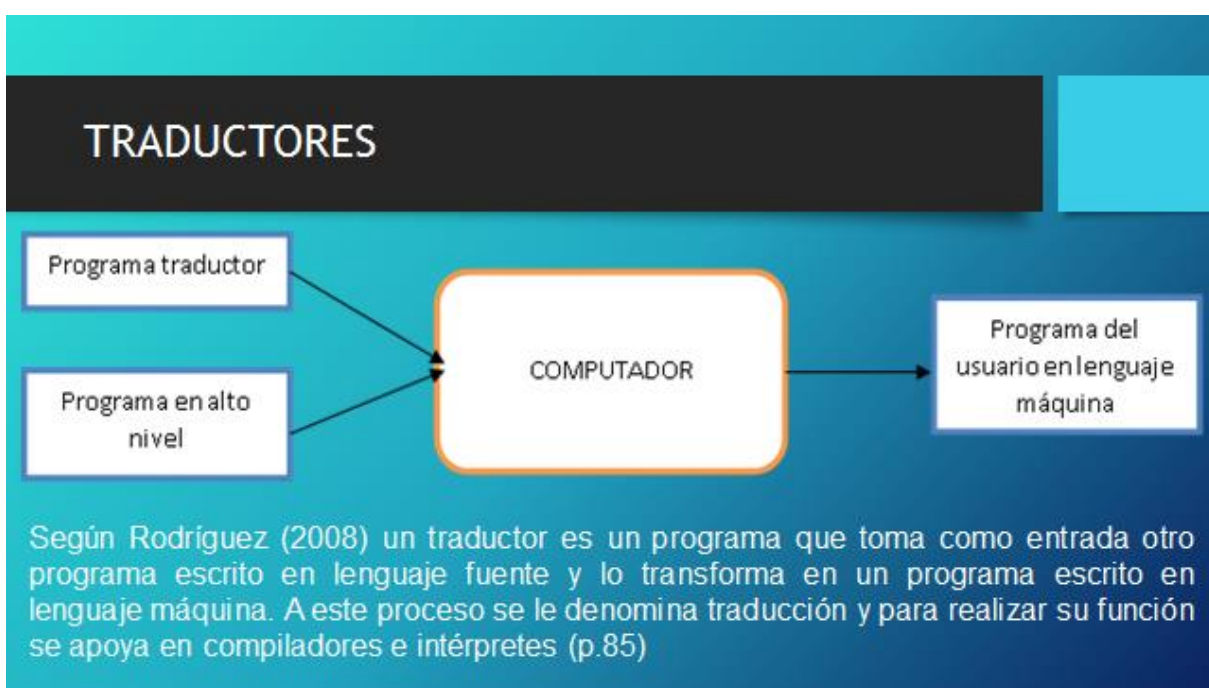 TRADUCTORES
Programa traductor
Programa en alto
nivel
COMPUTADOR
Programa del
usuario en lenguaje
máquina
Según Rodríguez (2008) un traductor es un programa que toma como entrada otro
programa escrito en lenguaje fuente y lo transforma en un programa escrito en
lenguaje máquina. A este proceso se le denomina traducción y para realizar su función
se apoya en compiladores e intérpretes (p.85)